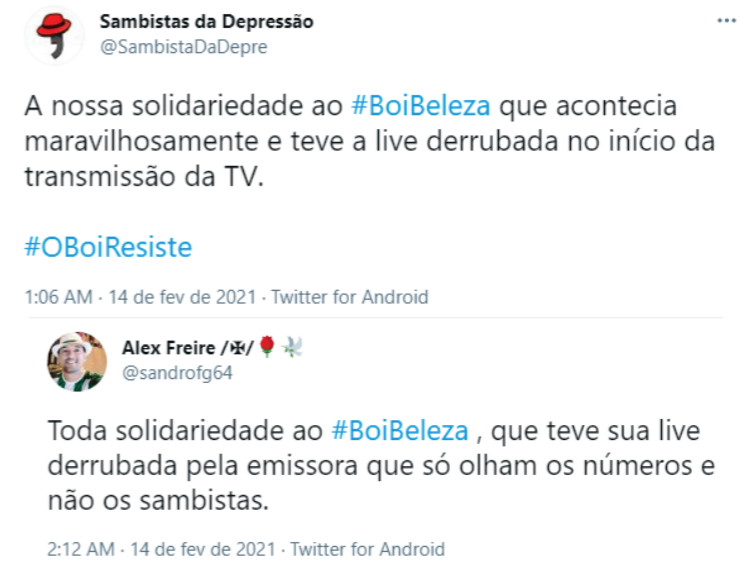 Sambistas da Depressão
@SambistaDaDepre
A nossa solidariedade ao #BoiBeleza que acontecia
maravilhosamente e teve a live derrubada no início da
transmissão da TV.
#OBoiResiste
1:06 AM · 14 de fev de 2021 · Twitter for Android
Alex Freire /✠/🌹🕊
@sandrofg64
Toda solidariedade ao #BoiBeleza , que teve sua live
derrubada pela emissora que só olham os números e
não os sambistas.
2:12 AM · 14 de fev de 2021 · Twitter for Android